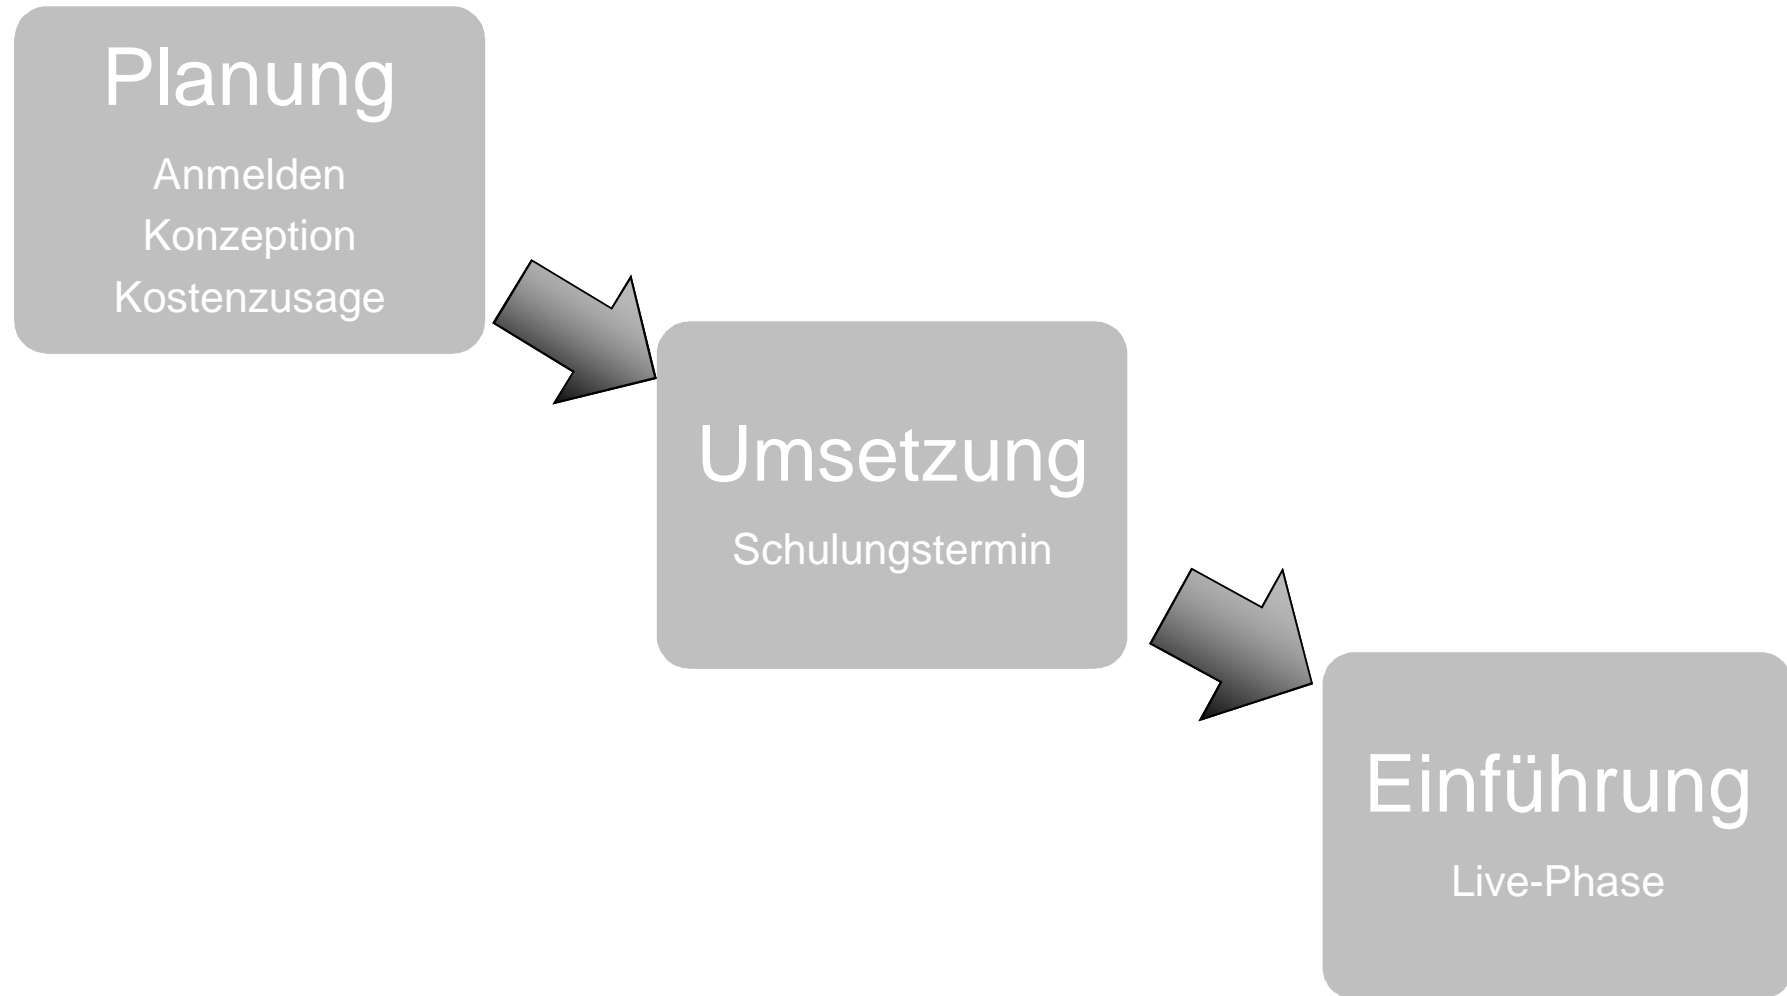 Planung
Anmelden
Konzeption
Kostenzusage
Umsetzung
Schulungstermin
Einführung
Live-Phase